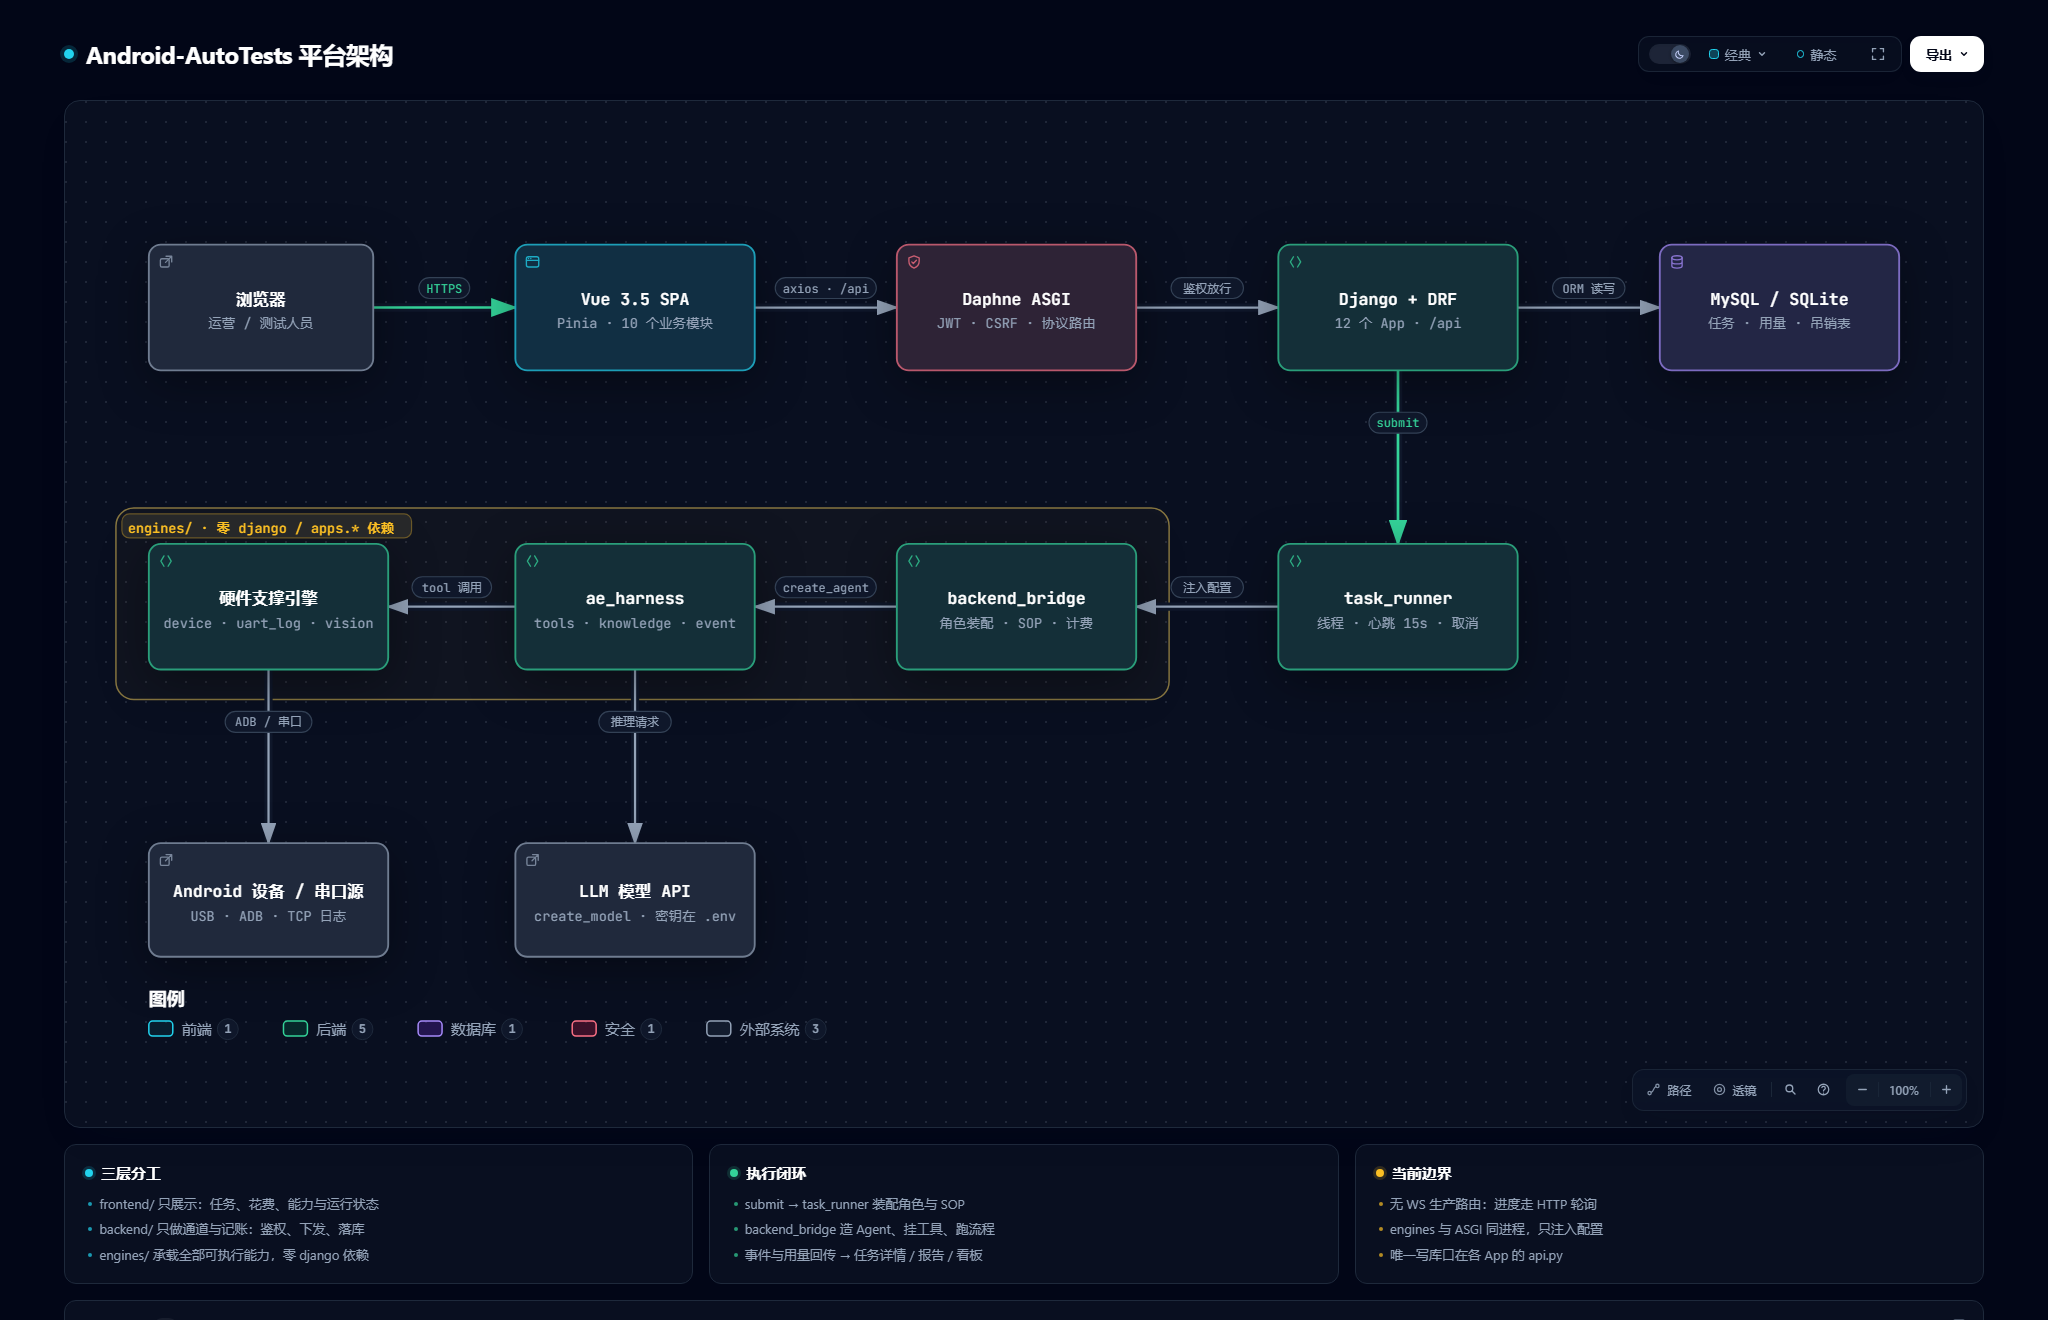 Android-AutoTests 平台架构
经典
静态
导出
浏览器
运营 / 测试人员
HTTPS
Vue 3.5 SPA
Pinia · 10 个业务模块
axios · /api
Daphne ASGI
JWT · CSRF · 协议路由
鉴权放行
Django + DRF
12 个 App · /api
ORM 读写
MySQL / SQLite
任务 · 用量 · 吊销表
submit
engines/ · 零 django / apps.* 依赖
硬件支撑引擎
device · uart_log · vision
tool 调用
ae_harness
tools · knowledge · event
create_agent
backend_bridge
角色装配 · SOP · 计费
注入配置
task_runner
线程 · 心跳 15s · 取消
ADB / 串口
推理请求
Android 设备 / 串口源
USB · ADB · TCP 日志
LLM 模型 API
create_model · 密钥在 .env
图例
前端 1
后端 5
数据库 1
安全 1
外部系统 3
路径
透镜
100%
三层分工
frontend/ 只展示：任务、花费、能力与运行状态
backend/ 只做通道与记账：鉴权、下发、落库
engines/ 承载全部可执行能力，零 django 依赖
执行闭环
submit → task_runner 装配角色与 SOP
backend_bridge 造 Agent、挂工具、跑流程
事件与用量回传 → 任务详情 / 报告 / 看板
当前边界
无 WS 生产路由：进度走 HTTP 轮询
engines 与 ASGI 同进程，只注入配置
唯一写库口在各 App 的 api.py